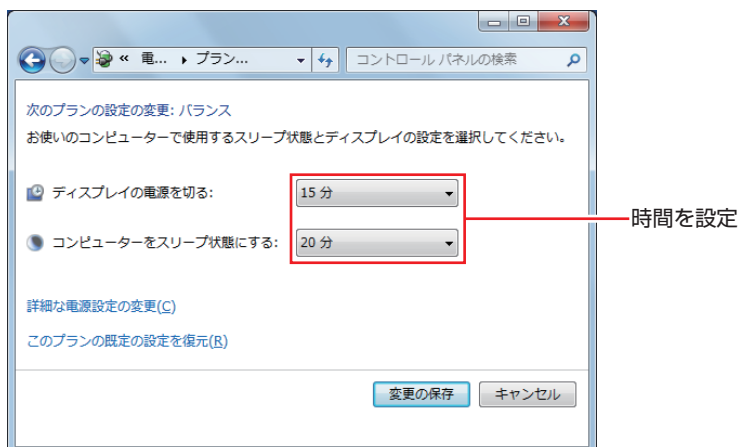 « 電... ▸ プラン...
コントロール パネルの検索
次のプランの設定の変更: バランス
お使いのコンピューターで使用するスリープ状態とディスプレイの設定を選択してください。
ディスプレイの電源を切る: 15 分
時間を設定
コンピューターをスリープ状態にする: 20 分
詳細な電源設定の変更(C)
このプランの既定の設定を復元(R)
変更の保存 キャンセル